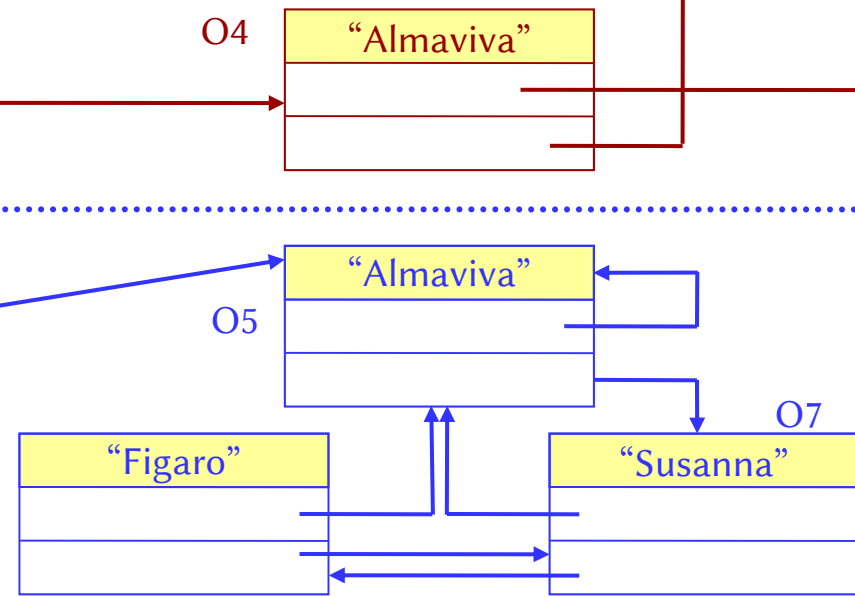 O4
“Almaviva”
“Almaviva”
O5
O7
“Figaro”
“Susanna”